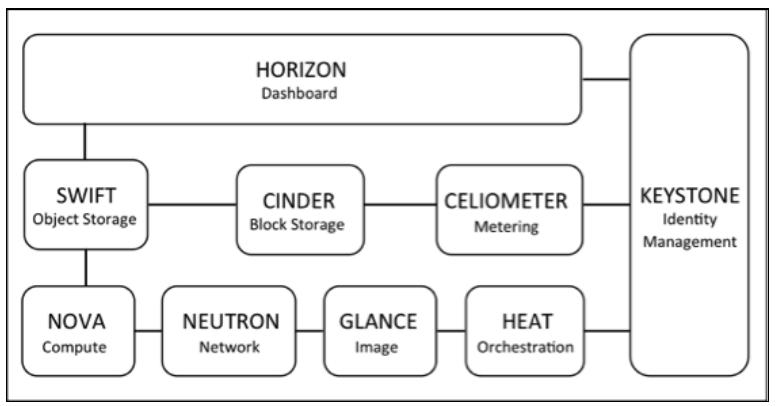 HORIZON
Dashboard
SWIFT
Object Storage
CINDER
Block Storage
CELIOMETER
Metering
KEYSTONE
Identity
Management
NOVA
Compute
NEUTRON
Network
GLANCE
Image
HEAT
Orchestration